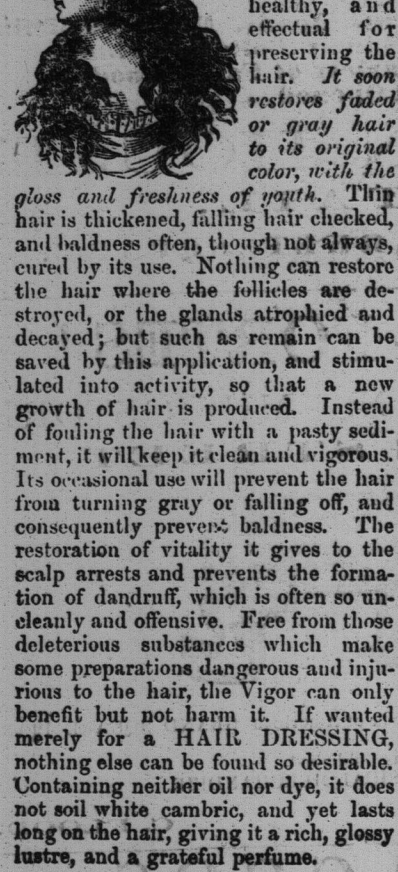 healthy, and
effectual for
preserving the
hair. It soon
restores faded
or gray hair
to its original
color, with the
gloss and freshness of youth. Thin
hair is thickened, falling hair checked,
and baldness often, though not always,
cured by its use. Nothing can restore
the hair where the follicles are de-
stroyed, or the glands atrophied and
decayed; but such as remain can be
saved by this application, and stimu-
lated into activity, so that a new
growth of hair is produced. Instead
of fouling the hair with a pasty sedi-
ment, it will keep it clean and vigorous.
Its occasional use will prevent the hair
from turning gray or falling off, and
consequently prevent baldness. The
restoration of vitality it gives to the
scalp arrests and prevents the forma-
tion of dandruff, which is often so un-
cleanly and offensive. Free from those
deleterious substances which make
some preparations dangerous and inju-
rious to the hair, the Vigor can only
benefit but not harm it. If wanted
merely for a HAIR DRESSING,
nothing else can be found so desirable.
Containing neither oil nor dye, it does
not soil white cambric, and yet lasts
long on the hair, giving it a rich, glossy
lustre, and a grateful perfume.